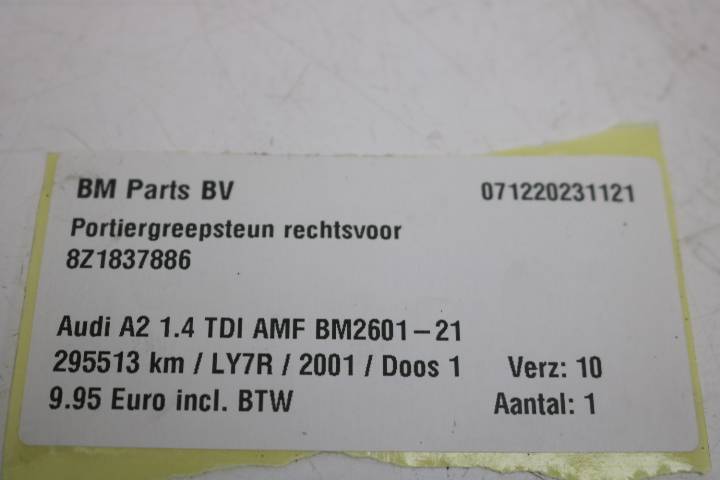 BM Parts BV 071220231121
Portiergreepsteun rechtsvoor
8Z1837886
Audi A2 1.4 TDI AMF BM2601-21
295513 km / LY7R / 2001 / Doos 1 Verz: 10
9.95 Euro incl. BTW Aantal: 1